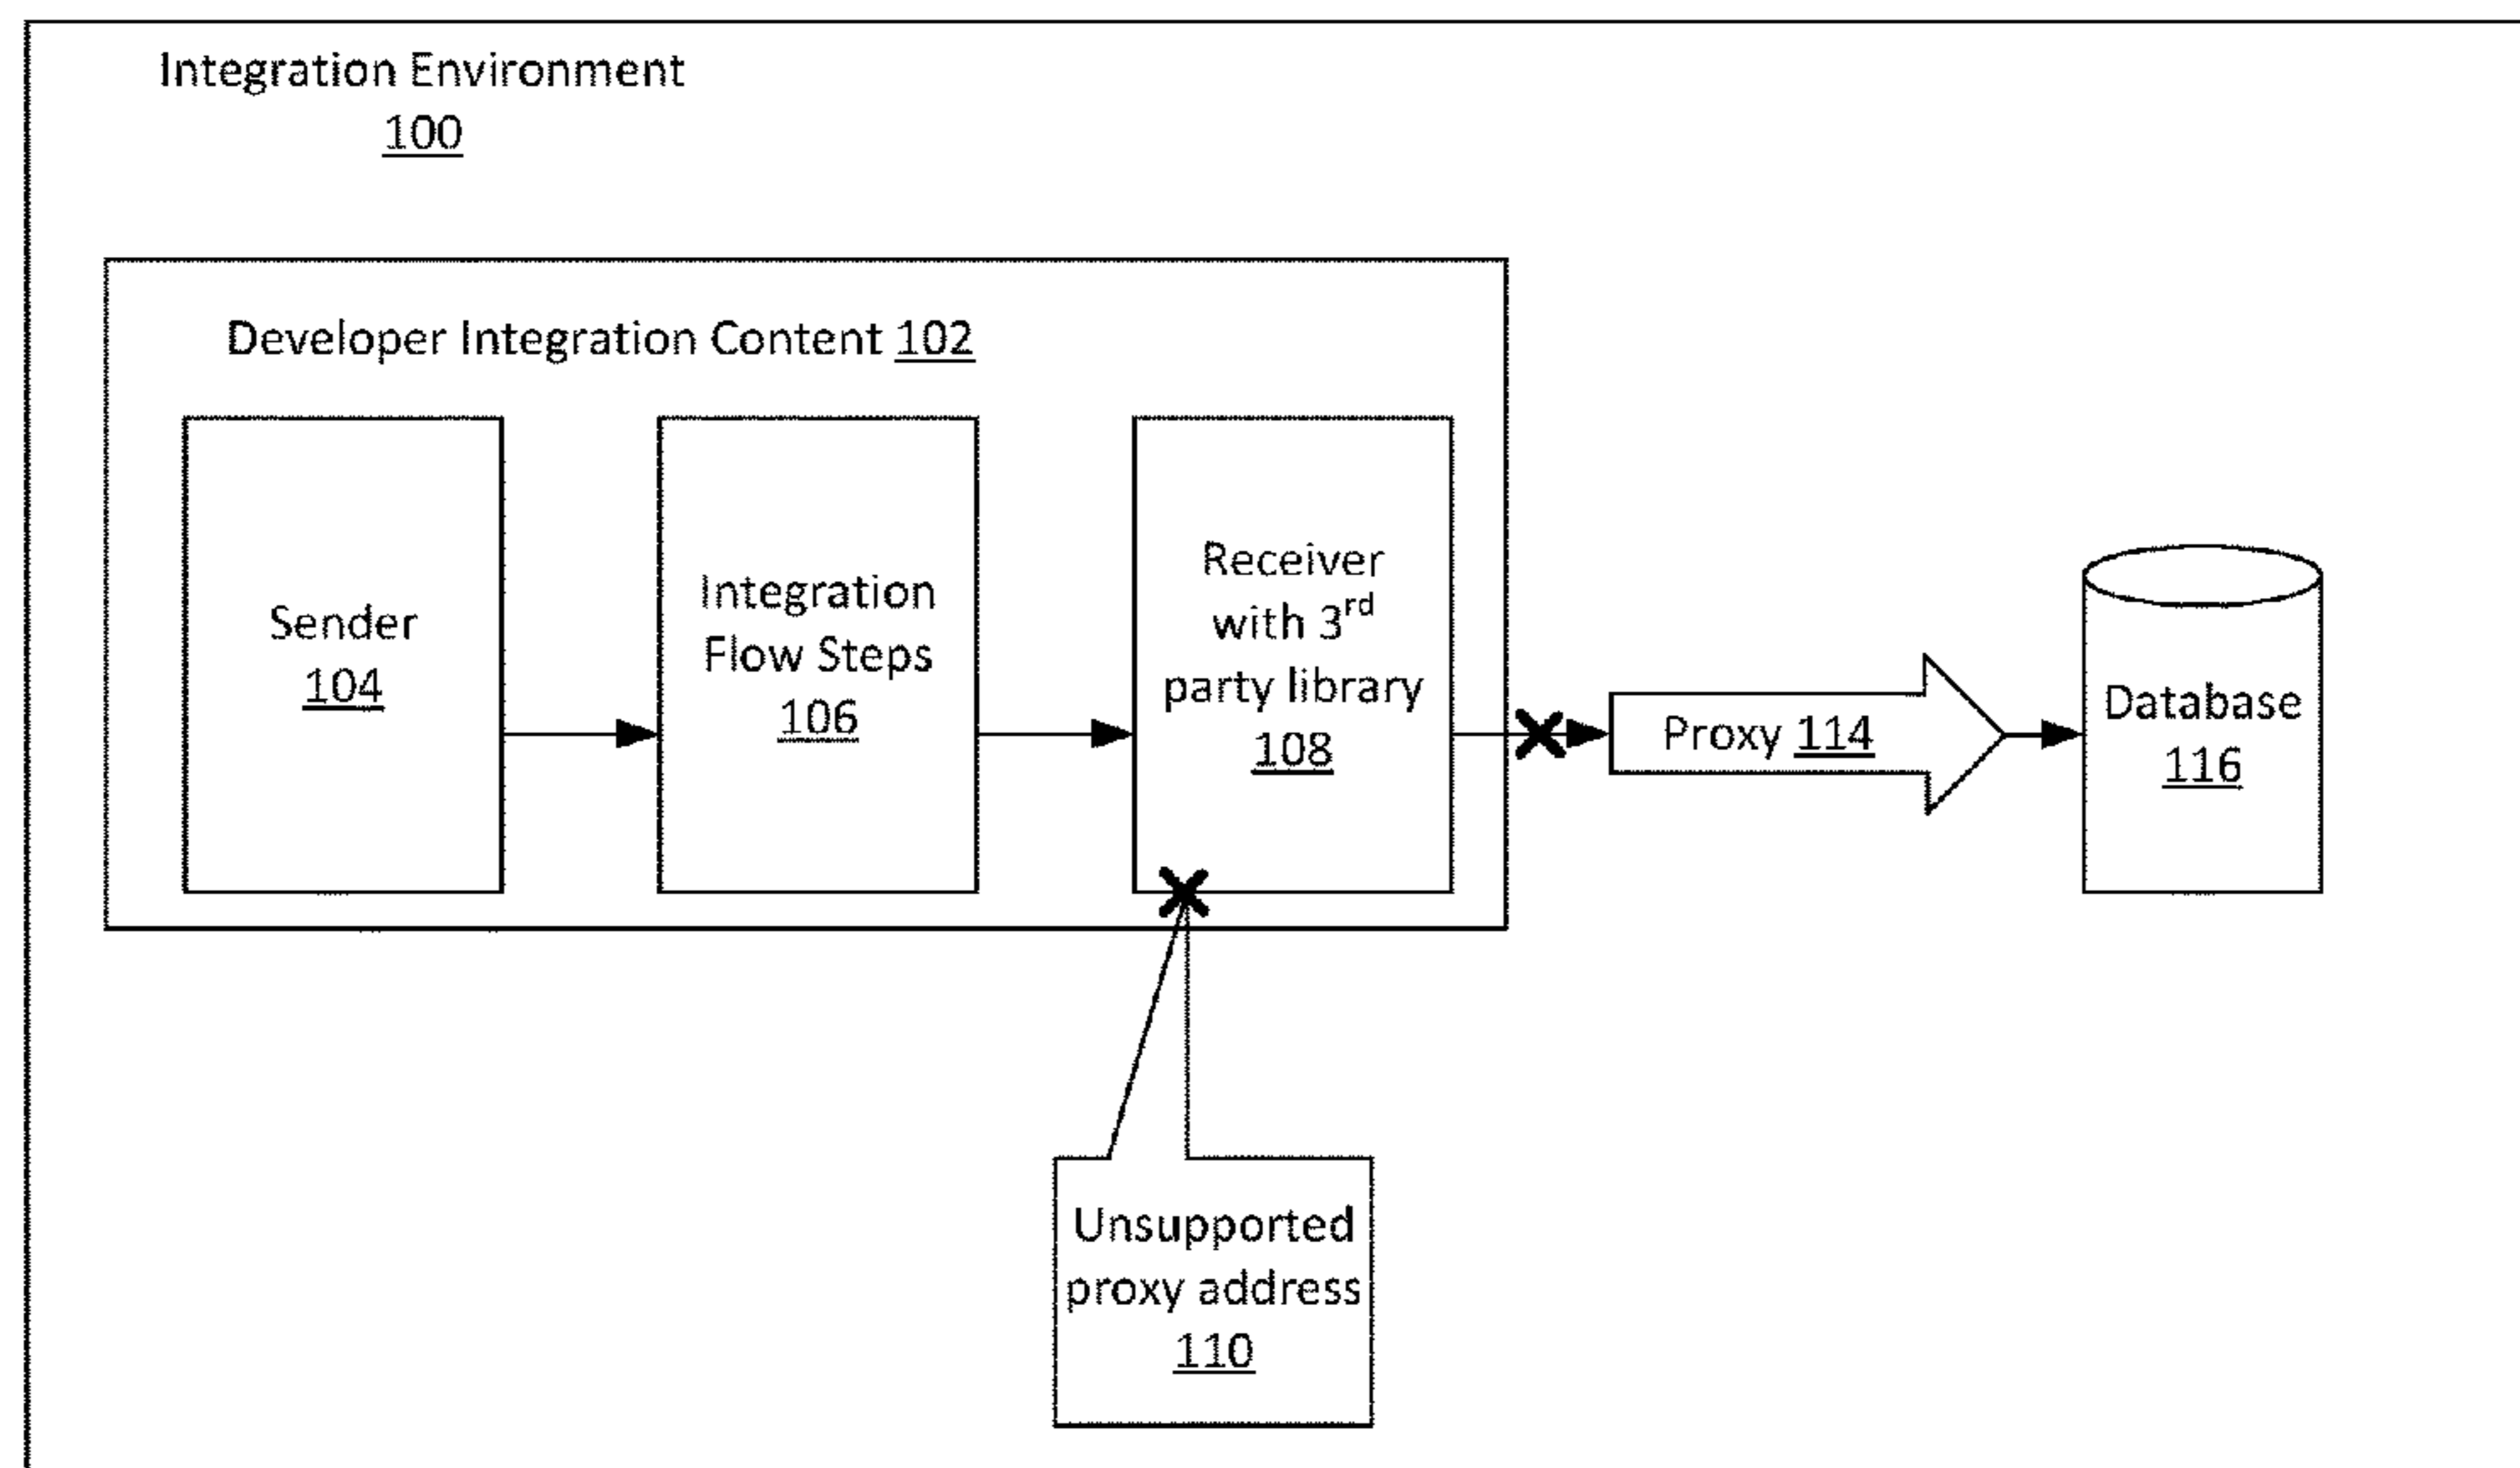 Integration Environment
100
Developer Integration Content 102
Sender
104
Integration
Flow Steps
106
Receiver
with 3rd
party library
108
Proxy 114
Database
116
Unsupported
proxy address
110